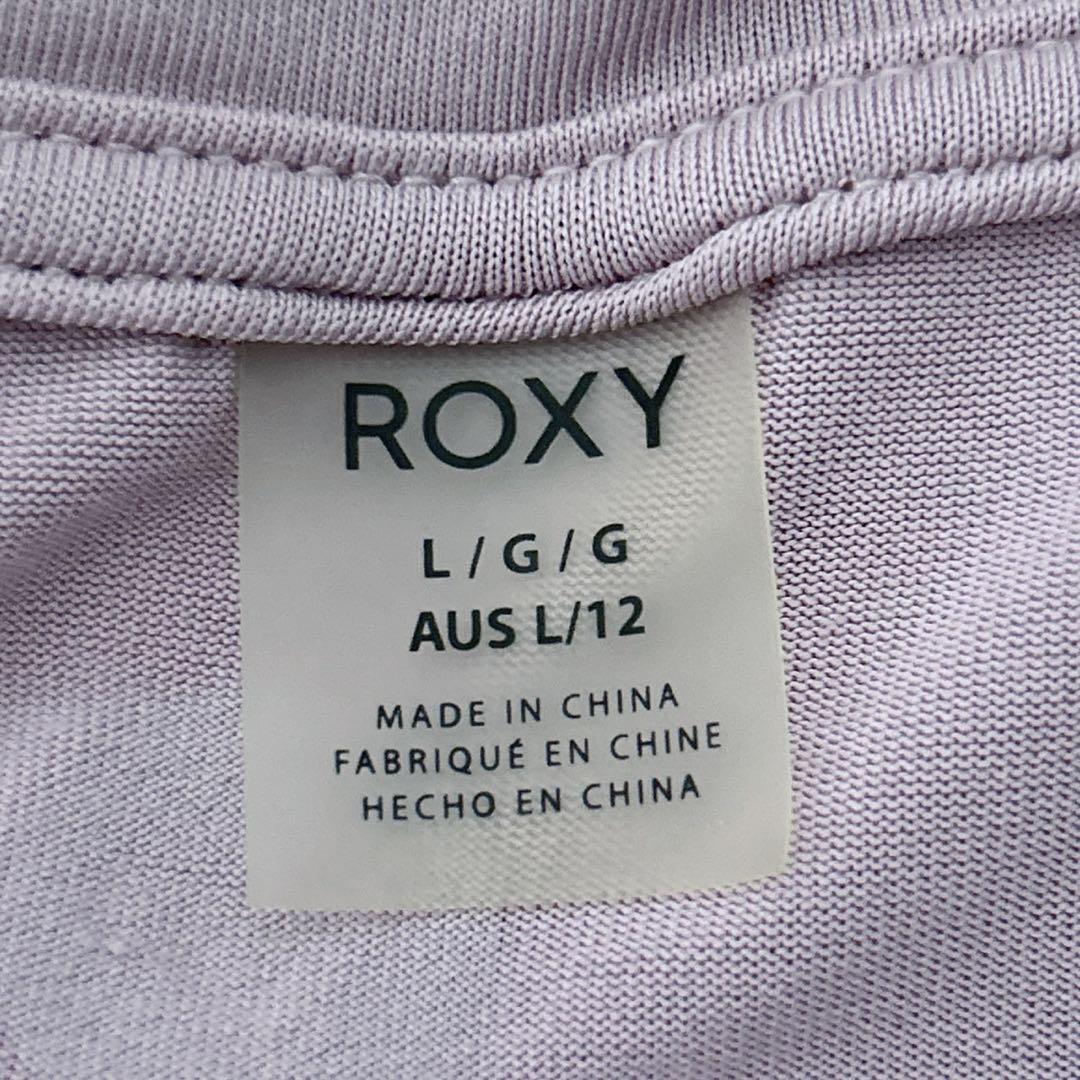 ROXY
L / G / G
AUS L/12
MADE IN CHINA
FABRIQUÉ EN CHINE
HECHO EN CHINA